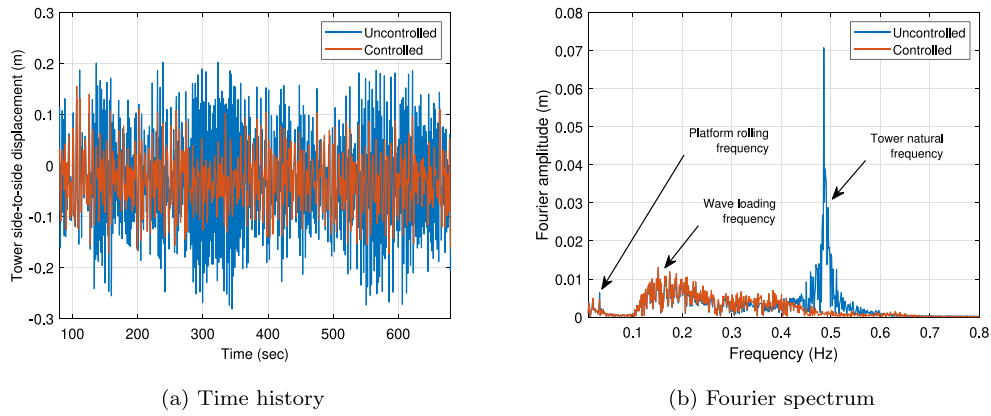 0.3
0.2
0.1
0
-0.1
-0.2
-0.3
Tower side-to-side displacement (m)
Uncontrolled
Controlled
100 200 300 400 500 600
Time (sec)
(a) Time history
0.08
0.07
0.06
0.05
0.04
0.03
0.02
0.01
0
Fourier amplitude (m)
Uncontrolled
Controlled
Platform rolling
frequency
Tower natural
frequency
Wave loading
frequency
0.1 0.2 0.3 0.4 0.5 0.6 0.7 0.8
Frequency (Hz)
(b) Fourier spectrum